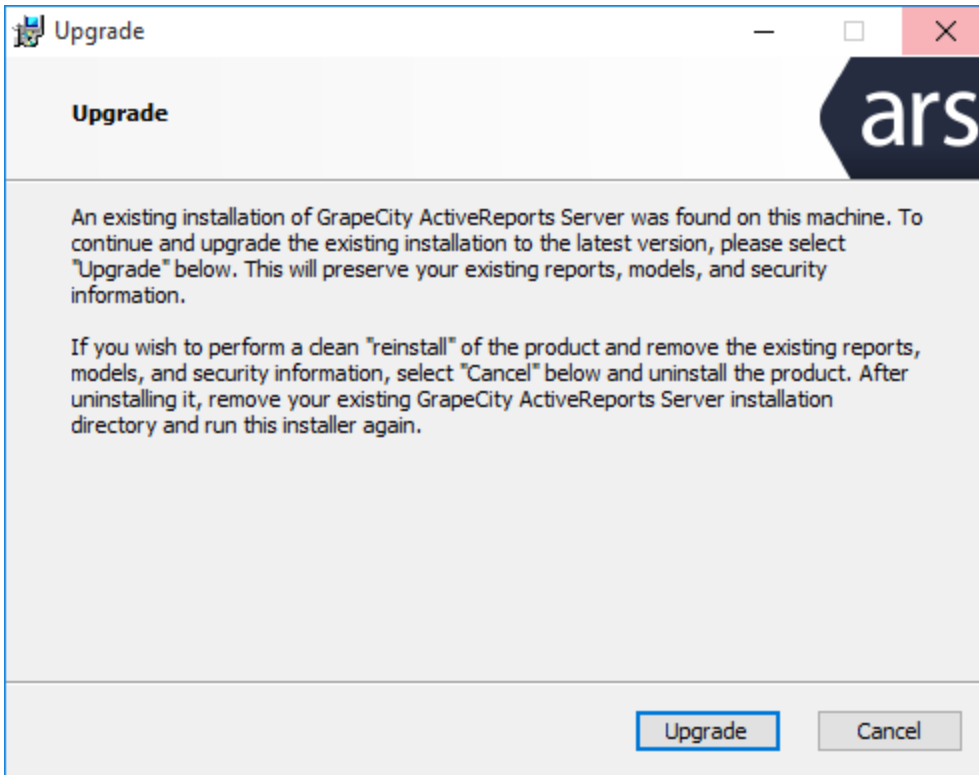 Upgrade
Upgrade
ars
An existing installation of GrapeCity ActiveReports Server was found on this machine. To
continue and upgrade the existing installation to the latest version, please select
"Upgrade" below. This will preserve your existing reports, models, and security
information.
If you wish to perform a clean "reinstall" of the product and remove the existing reports,
models, and security information, select "Cancel" below and uninstall the product. After
uninstalling it, remove your existing GrapeCity ActiveReports Server installation
directory and run this installer again.
Upgrade
Cancel